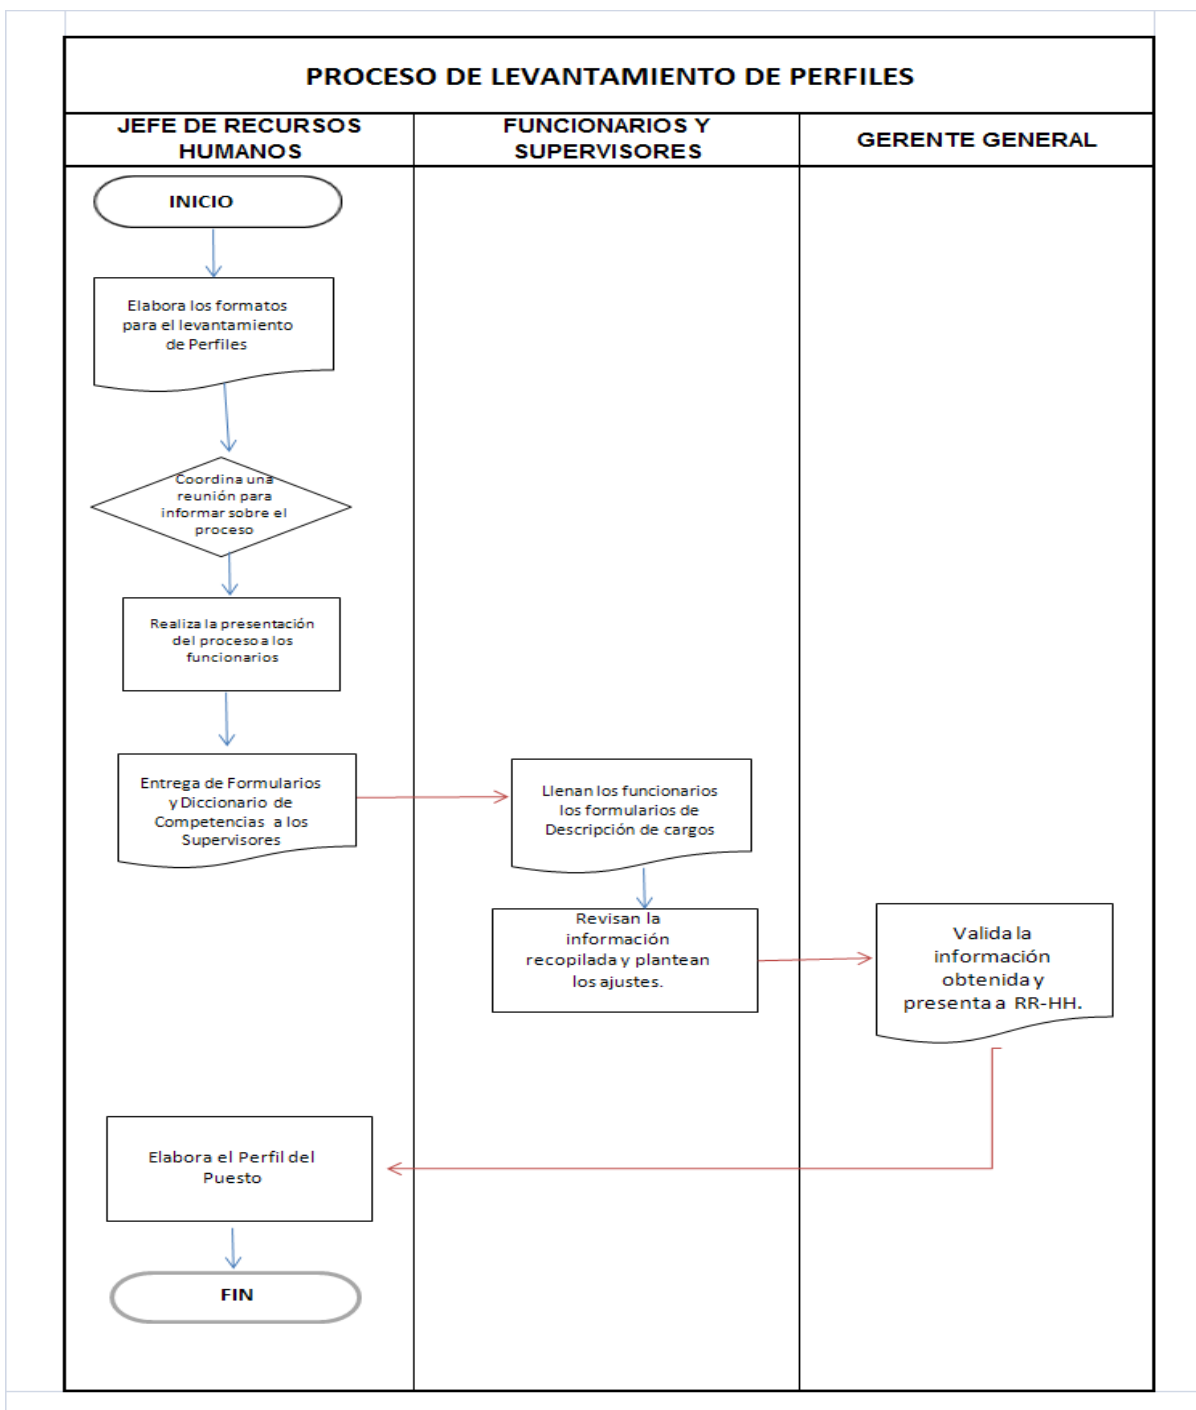 PROCESO DE LEVANTAMIENTO DE PERFILES
JEFE DE RECURSOS
HUMANOS
FUNCIONARIOS Y
SUPERVISORES
GERENTE GENERAL
INICIO
Elabora los formatos
para el levantamiento
de Perfiles
Coordina una
reunión para
informar sobre el
proceso
Realiza la presentación
del proceso a los
funcionarios
Entrega de Formularios
y Diccionario de
Competencias a los
Supervisores
Llenan los funcionarios
los formularios de
Descripción de cargos
Revisan la
información
recopilada y plantean
los ajustes.
Valida la
información
obtenida y
presenta a RR-HH.
Elabora el Perfil del
Puesto
FIN